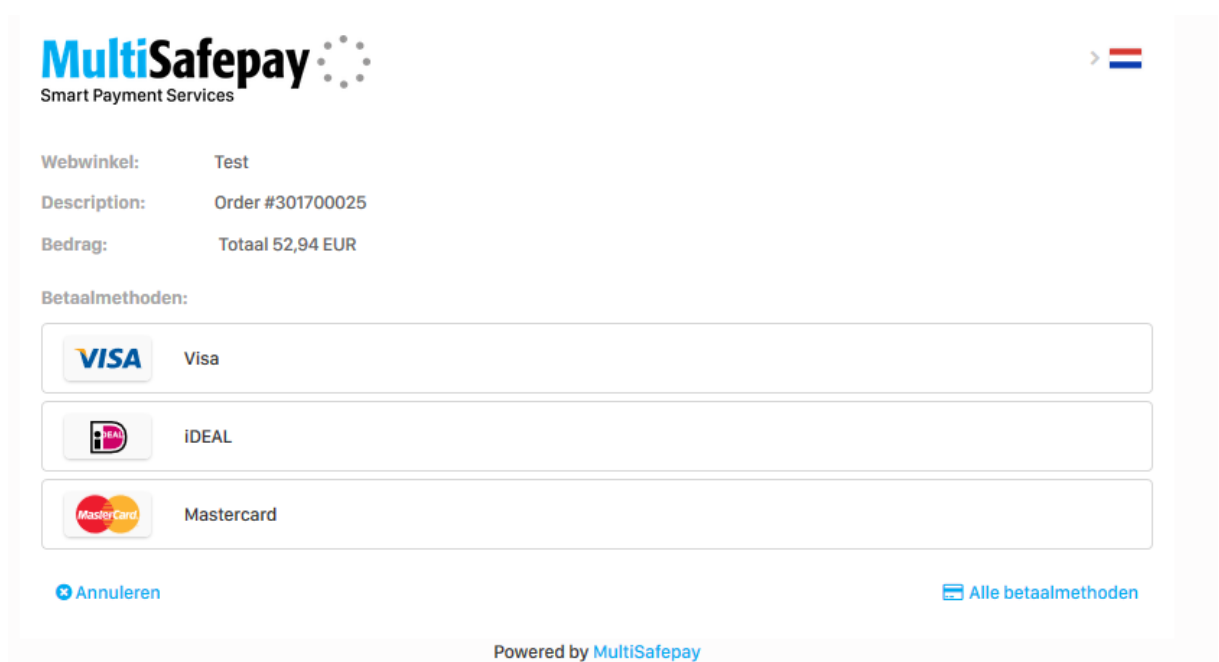 MultiSafepay
Smart Payment Services
Webwinkel: Test
Description: Order #301700025
Bedrag: Totaal 52,94 EUR
Betaalmethoden:
VISA Visa
iDEAL iDEAL
MasterCard Mastercard
Annuleren Alle betaalmethoden
Powered by MultiSafepay